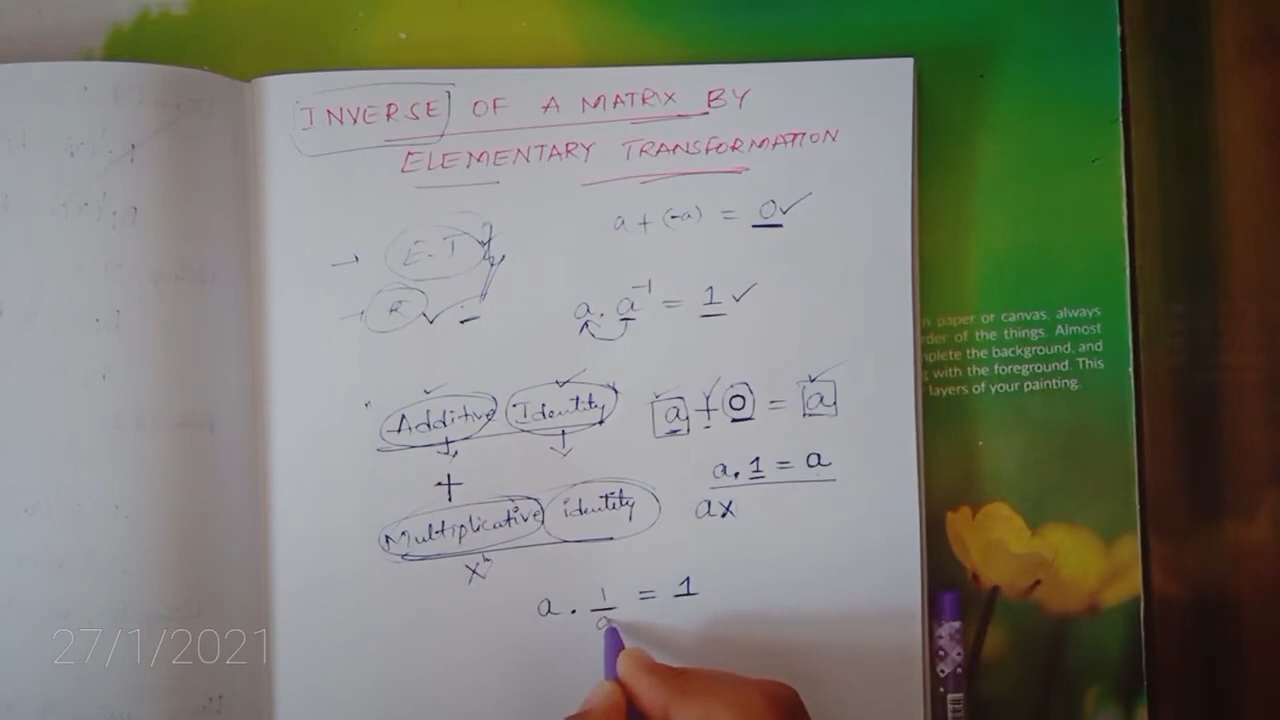 INVERSE OF A MATRIX BY
ELEMENTARY TRANSFORMATION
a + (-a) = 0 ✓
→ E.T
→ R ✓
a . a⁻¹ = 1 ✓
Additive Identity
a + 0 = a
a . 1 = a
+
ax
Multiplicative identity
x
a . 1/a = 1
paper or canvas, always
of the things. Almost
the background, and
with the foreground. This
layers of your painting.
27/1/2021